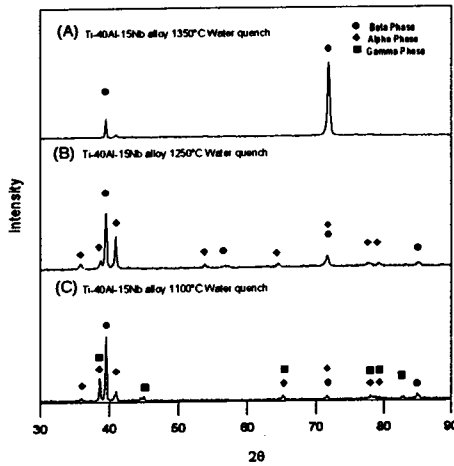 (A) Ti-40Al-15Nb alloy 1350°C Water quench
Beta Phase
Alpha Phase
Gamma Phase
(B) Ti-40Al-15Nb alloy 1250°C Water quench
(C) Ti-40Al-15Nb alloy 1100°C Water quench
Intensity
30 40 50 60 70 80 90
2θ